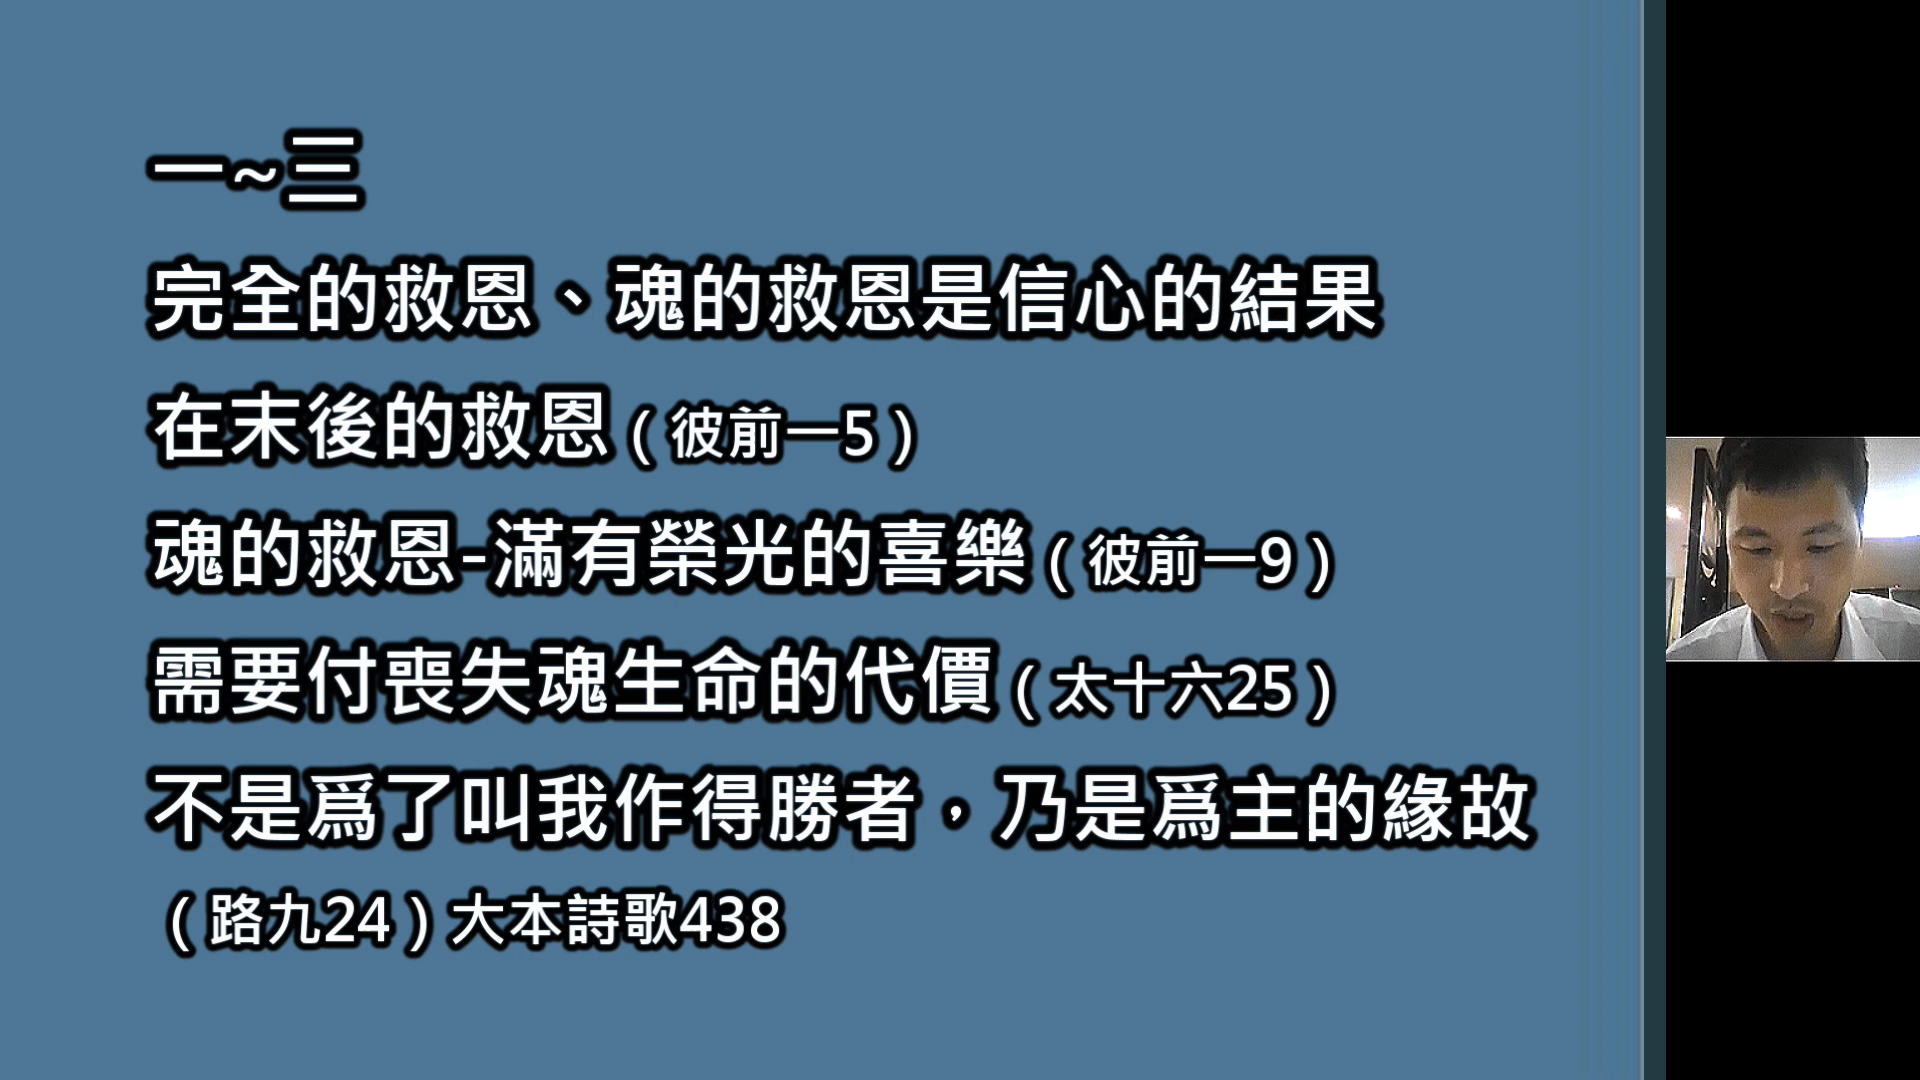 一~三
完全的救恩、魂的救恩是信心的結果
在末後的救恩（彼前一5）
魂的救恩-滿有榮光的喜樂（彼前一9）
需要付喪失魂生命的代價（太十六25）
不是爲了叫我作得勝者，乃是爲主的緣故
（路九24）大本詩歌438